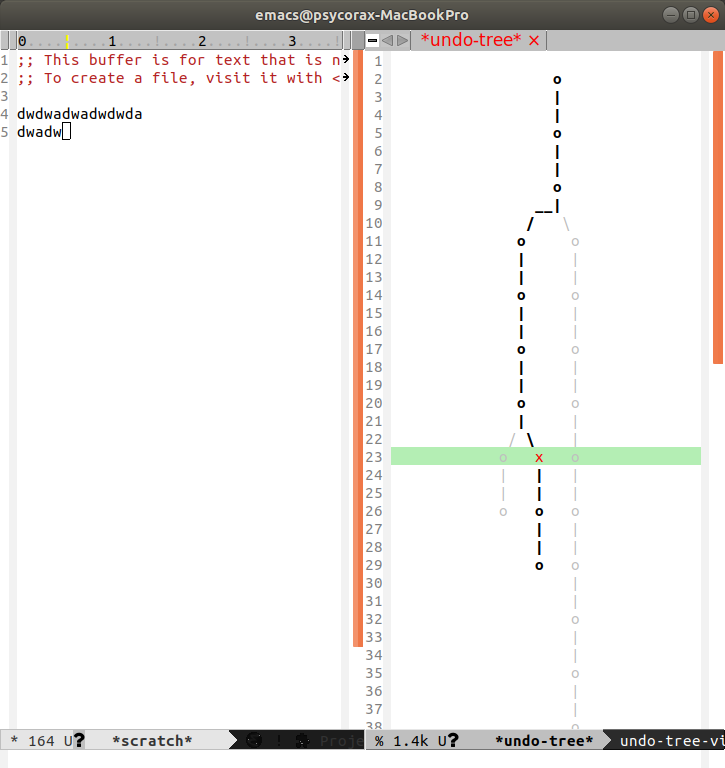 emacs@psycorax-MacBookPro
0....¦....1....¦....2....¦....3....¦
*undo-tree* ×
1 ;; This buffer is for text that is n
2 ;; To create a file, visit it with <
3
4 dwdwadwadwdwda
5 dwadw
1
2 o
3 |
4 |
5 o
6 |
7 |
8 o
9 __|
10 / \
11 o o
12 | |
13 | |
14 o o
15 | |
16 | |
17 o o
18 | |
19 | |
20 o o
21 | |
22 / \ |
23 o x o
24 | | |
25 | | |
26 o o o
27 | |
28 | |
29 o o
30 |
31 |
32 o
33 |
34 |
35 o
36 |
37 |
38 o
* 164 U? *scratch* ! Proje
% 1.4k U? *undo-tree* undo-tree-vi